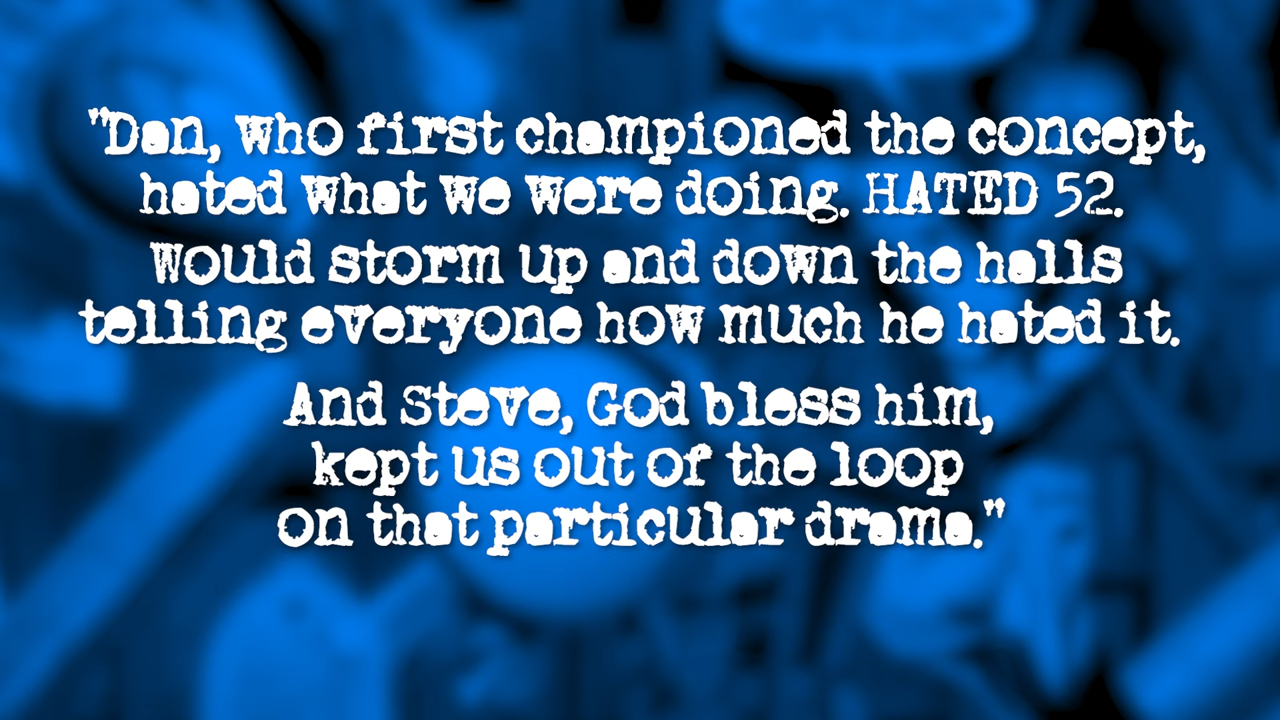 "Dan, who first championed the concept,
hated what we were doing. HATED 52.
Would storm up and down the halls
telling everyone how much he hated it.
And Steve, God bless him,
kept us out of the loop
on that particular drama."